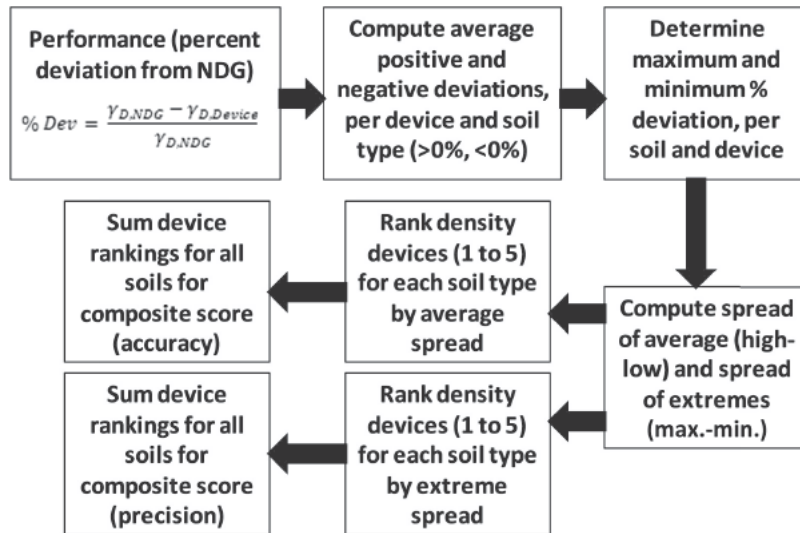 Performance (percent
deviation from NDG)
% Dev = (γ_D,NDG − γ_D,Device) / γ_D,NDG
Compute average
positive and
negative deviations,
per device and soil
type (>0%, <0%)
Determine
maximum and
minimum %
deviation, per
soil and device
Compute spread
of average (high-
low) and spread
of extremes
(max.-min.)
Rank density
devices (1 to 5)
for each soil type
by average
spread
Sum device
rankings for all
soils for
composite score
(accuracy)
Rank density
devices (1 to 5)
for each soil type
by extreme
spread
Sum device
rankings for all
soils for
composite score
(precision)